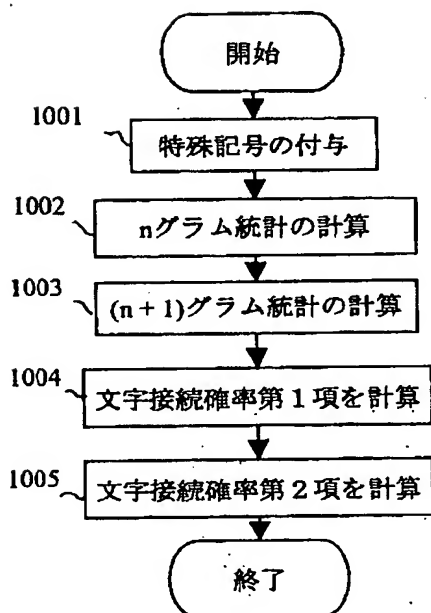 開始
1001
特殊記号の付与
1002
nグラム統計の計算
1003
(n + 1)グラム統計の計算
1004
文字接続確率第1項を計算
1005
文字接続確率第2項を計算
終了